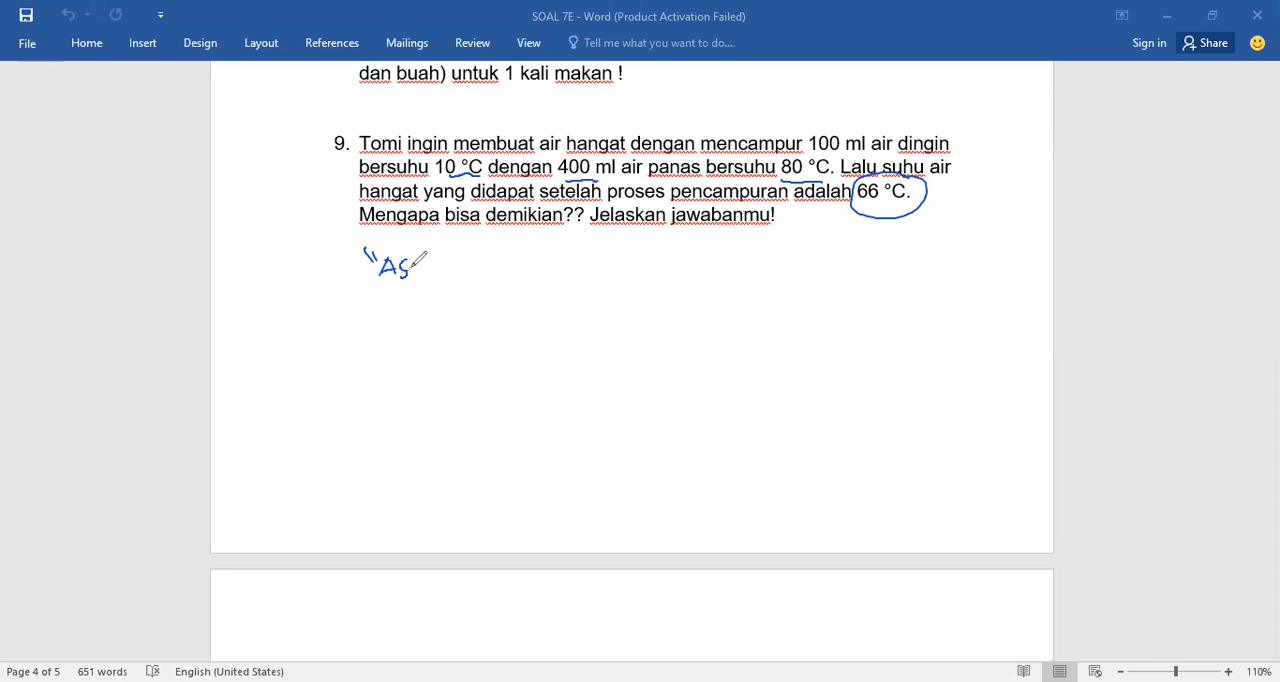 SOAL 7E - Word (Product Activation Failed)
File Home Insert Design Layout References Mailings Review View Tell me what you want to do.... Sign in Share
dan buah) untuk 1 kali makan !
9. Tomi ingin membuat air hangat dengan mencampur 100 ml air dingin
bersuhu 10 °C dengan 400 ml air panas bersuhu 80 °C. Lalu suhu air
hangat yang didapat setelah proses pencampuran adalah 66 °C.
Mengapa bisa demikian?? Jelaskan jawabanmu!
"AS
Page 4 of 5 651 words English (United States) 110%